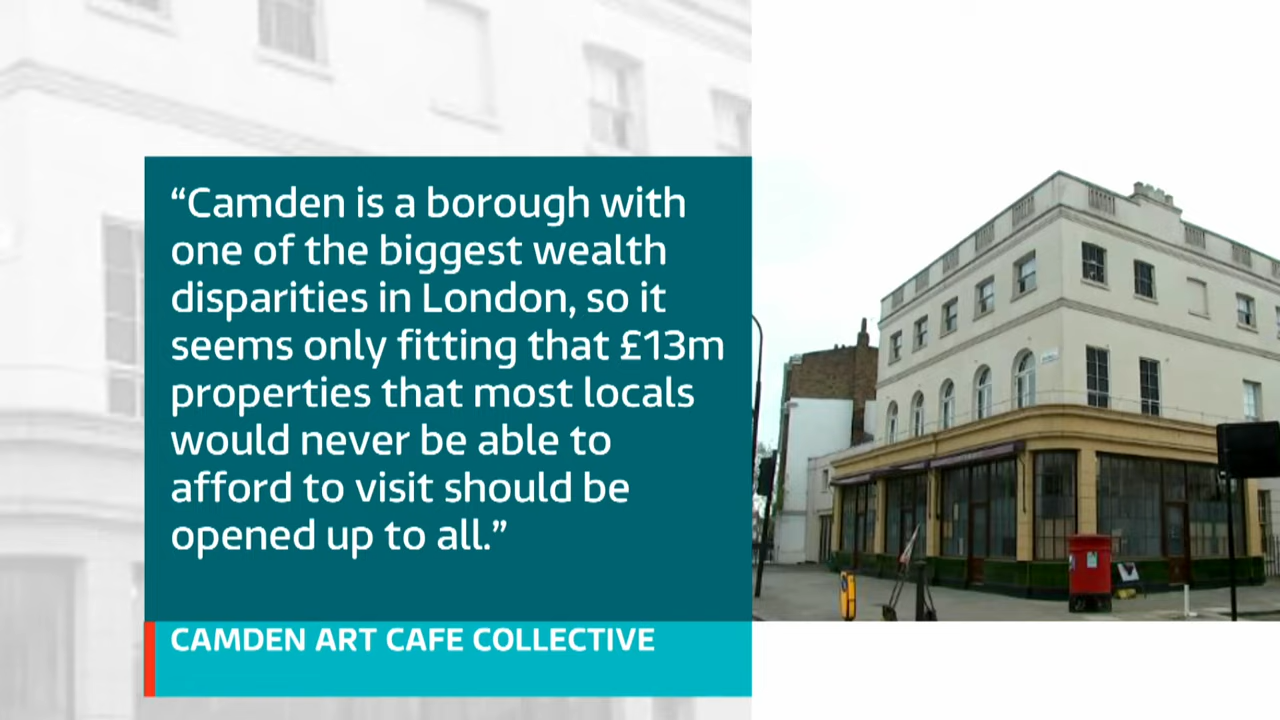 “Camden is a borough with
one of the biggest wealth
disparities in London, so it
seems only fitting that £13m
properties that most locals
would never be able to
afford to visit should be
opened up to all.”
CAMDEN ART CAFE COLLECTIVE